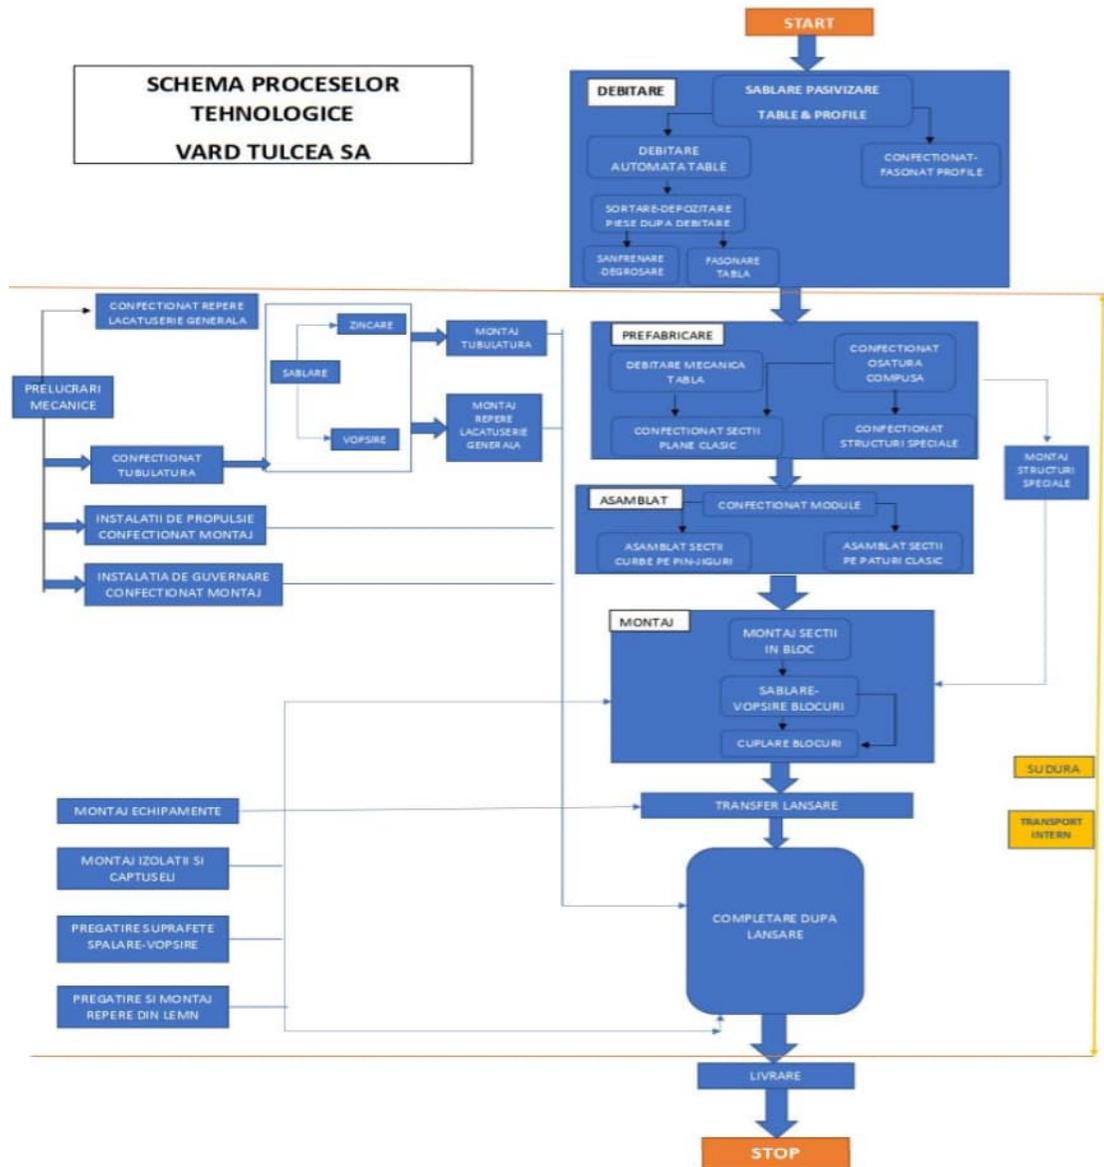 START
SCHEMA PROCESELOR
TEHNOLOGICE
VARD TULCEA SA
DEBITARE
SABLARE PASIVIZARE
TABLE & PROFILE
DEBITARE
AUTOMATA TABLE
CONFECTIONAT-
FASONAT PROFILE
SORTARE-DEPOZITARE
PIESE DUPA DEBITARE
SANFRENARE
-DEGROSARE
FASONARE
TABLA
CONFECTIONAT REPERE
LACATUSERIE GENERALA
ZINCARE
MONTAJ
TUBULATURA
SABLARE
PRELUCRARI
MECANICE
VOPSIRE
MONTAJ
REPERE
LACATUSERIE
GENERALA
CONFECTIONAT
TUBULATURA
INSTALATII DE PROPULSIE
CONFECTIONAT MONTAJ
INSTALATIA DE GUVERNARE
CONFECTIONAT MONTAJ
PREFABRICARE
DEBITARE MECANICA
TABLA
CONFECTIONAT
OSATURA
COMPUSA
CONFECTIONAT SECTII
PLANE CLASIC
CONFECTIONAT
STRUCTURI SPECIALE
MONTAJ
STRUCTURI
SPECIALE
ASAMBLAT
CONFECTIONAT MODULE
ASAMBLAT SECTII
CURBE PE PIN-JIGURI
ASAMBLAT SECTII
PE PATURI CLASIC
MONTAJ
MONTAJ SECTII
IN BLOC
SABLARE-
VOPSIRE BLOCURI
CUPLARE BLOCURI
SUDURA
TRANSPORT
INTERN
MONTAJ ECHIPAMENTE
TRANSFER LANSARE
MONTAJ IZOLATII SI
CAPTUSELI
PREGATIRE SUPRAFETE
SPALARE-VOPSIRE
PREGATIRE SI MONTAJ
REPERE DIN LEMN
COMPLETARE DUPA
LANSARE
LIVRARE
STOP